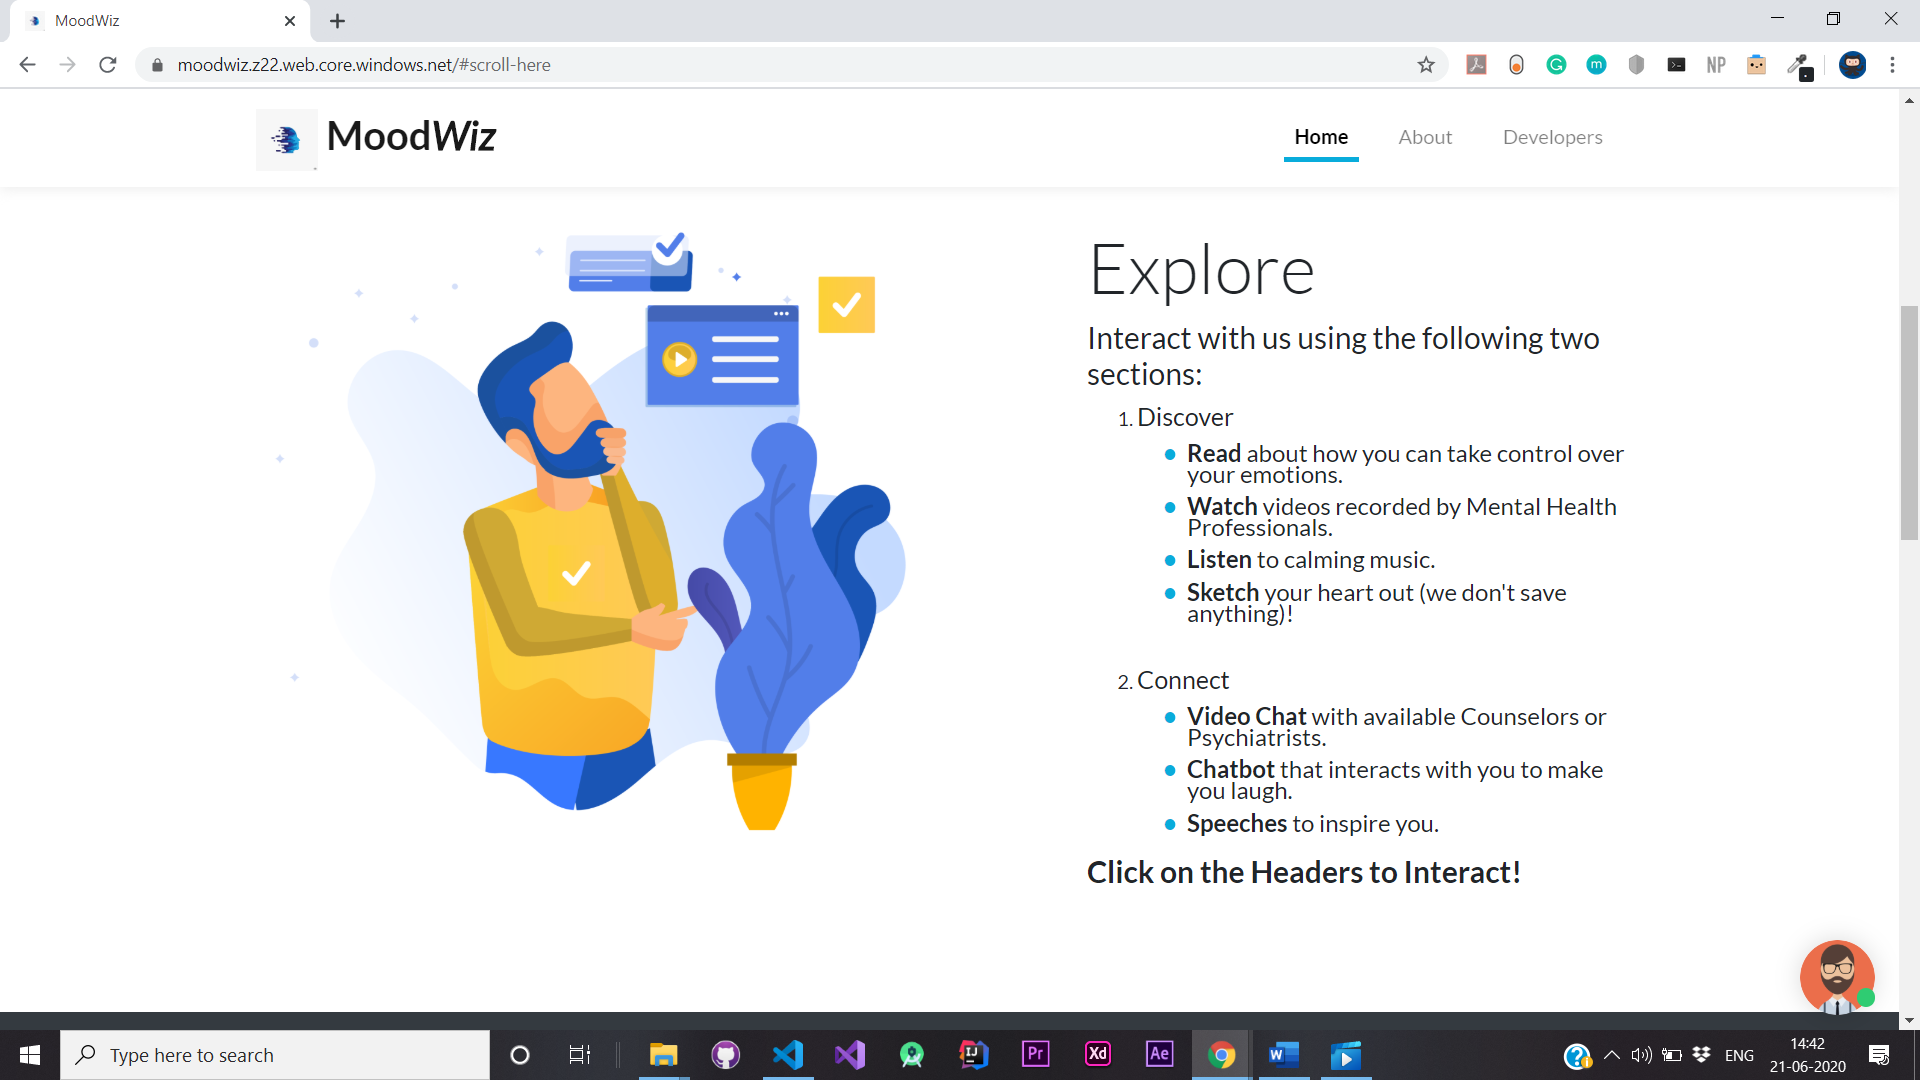 MoodWiz
moodwiz.z22.web.core.windows.net/#scroll-here
NP
MoodWiz
Home
About
Developers
Explore
Interact with us using the following two
sections:
1. Discover
Read about how you can take control over
your emotions.
Watch videos recorded by Mental Health
Professionals.
Listen to calming music.
Sketch your heart out (we don't save
anything)!
2. Connect
Video Chat with available Counselors or
Psychiatrists.
Chatbot that interacts with you to make
you laugh.
Speeches to inspire you.
Click on the Headers to Interact!
Type here to search
IJ
Pr
Xd
Ae
W
ENG
14:42
21-06-2020